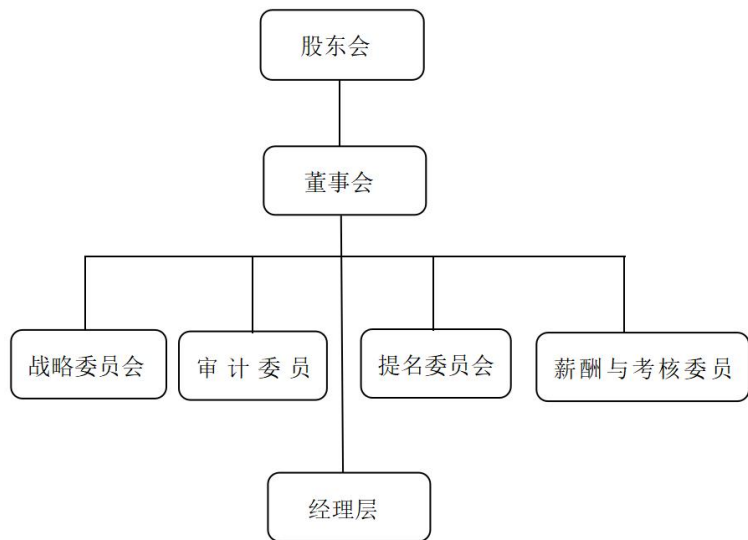 股东会
董事会
战略委员会
审计委员
提名委员会
薪酬与考核委员
经理层